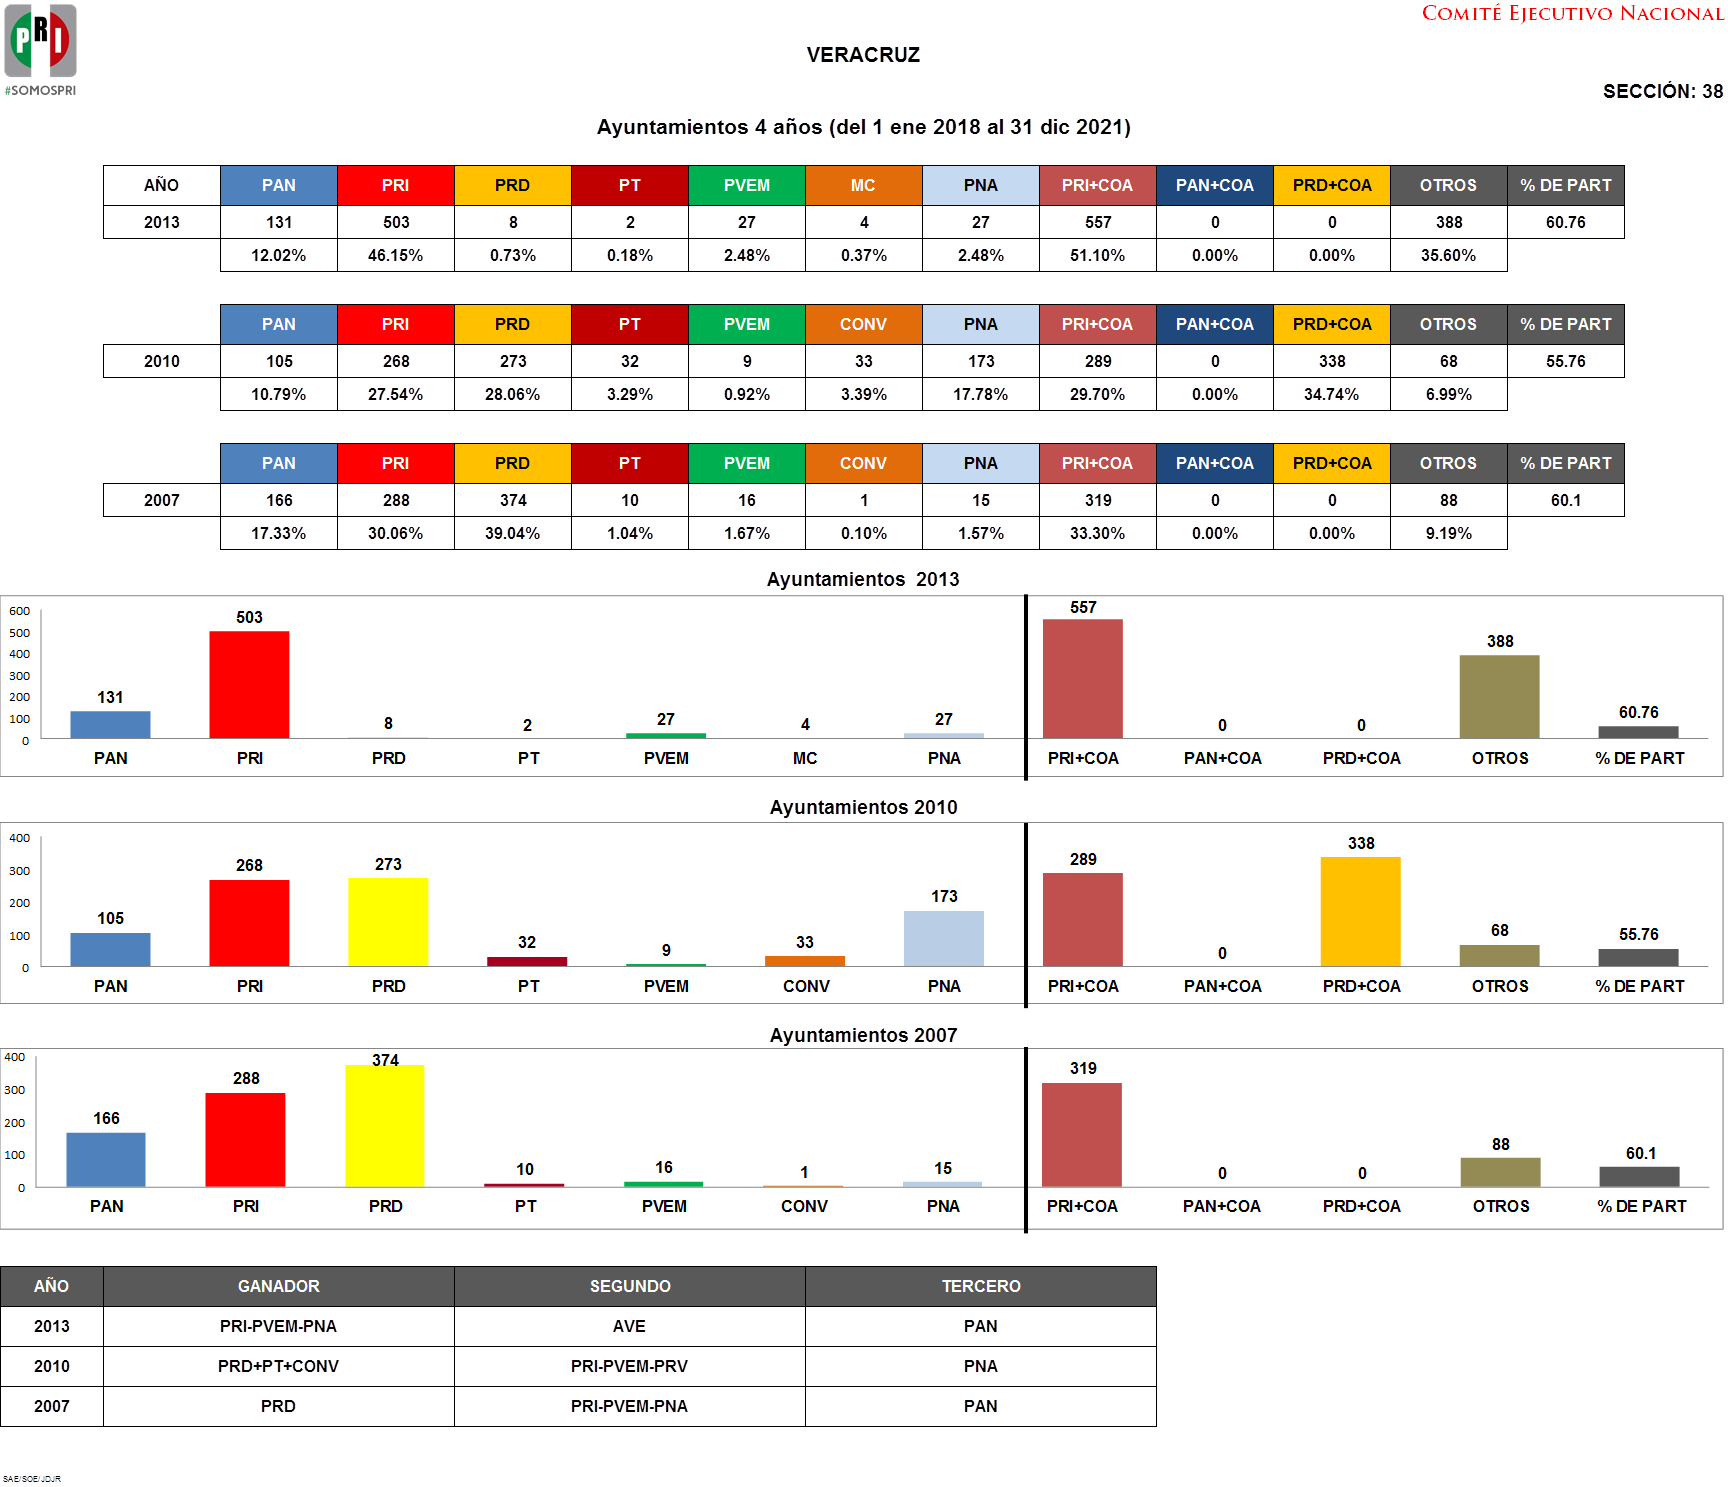 PRI
#SOMOSPRI
COMITÉ EJECUTIVO NACIONAL
VERACRUZ
SECCIÓN: 38
Ayuntamientos 4 años (del 1 ene 2018 al 31 dic 2021)
AÑO PAN PRI PRD PT PVEM MC PNA PRI+COA PAN+COA PRD+COA OTROS % DE PART
2013 131 503 8 2 27 4 27 557 0 0 388 60.76
12.02% 46.15% 0.73% 0.18% 2.48% 0.37% 2.48% 51.10% 0.00% 0.00% 35.60%
PAN PRI PRD PT PVEM CONV PNA PRI+COA PAN+COA PRD+COA OTROS % DE PART
2010 105 268 273 32 9 33 173 289 0 338 68 55.76
10.79% 27.54% 28.06% 3.29% 0.92% 3.39% 17.78% 29.70% 0.00% 34.74% 6.99%
PAN PRI PRD PT PVEM CONV PNA PRI+COA PAN+COA PRD+COA OTROS % DE PART
2007 166 288 374 10 16 1 15 319 0 0 88 60.1
17.33% 30.06% 39.04% 1.04% 1.67% 0.10% 1.57% 33.30% 0.00% 0.00% 9.19%
Ayuntamientos 2013
600
500
400
300
200
100
0
131 503 8 2 27 4 27 557 0 0 388 60.76
PAN PRI PRD PT PVEM MC PNA PRI+COA PAN+COA PRD+COA OTROS % DE PART
Ayuntamientos 2010
400
300
200
100
0
105 268 273 32 9 33 173 289 0 338 68 55.76
PAN PRI PRD PT PVEM CONV PNA PRI+COA PAN+COA PRD+COA OTROS % DE PART
Ayuntamientos 2007
400
300
200
100
0
166 288 374 10 16 1 15 319 0 0 88 60.1
PAN PRI PRD PT PVEM CONV PNA PRI+COA PAN+COA PRD+COA OTROS % DE PART
AÑO GANADOR SEGUNDO TERCERO
2013 PRI-PVEM-PNA AVE PAN
2010 PRD+PT+CONV PRI-PVEM-PRV PNA
2007 PRD PRI-PVEM-PNA PAN
SAE/SOE/JDJR